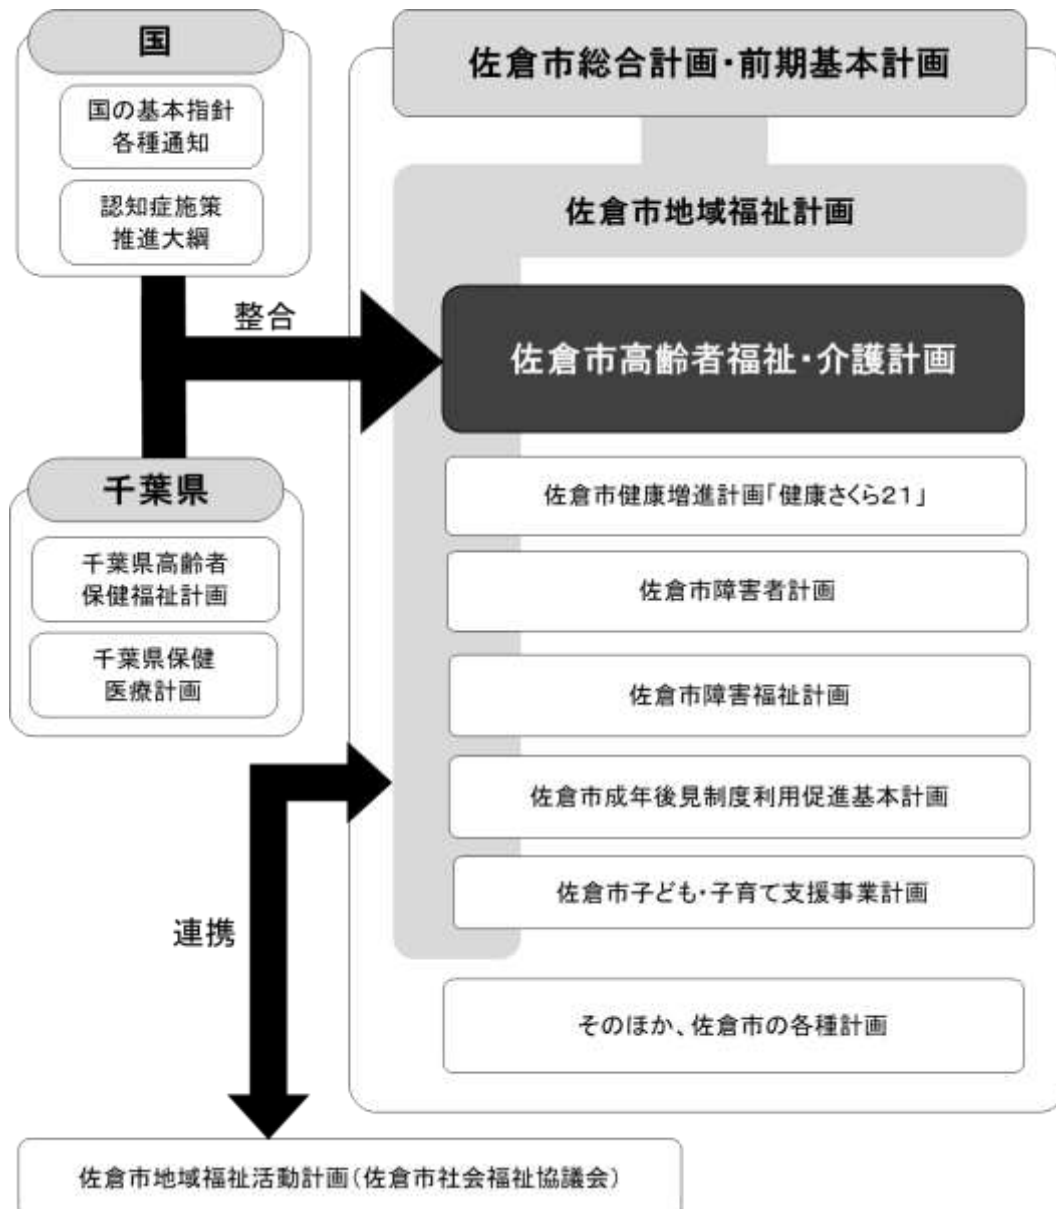 国
国の基本指針
各種通知
認知症施策
推進大綱
整合
千葉県
千葉県高齢者
保健福祉計画
千葉県保健
医療計画
連携
佐倉市総合計画・前期基本計画
佐倉市地域福祉計画
佐倉市高齢者福祉・介護計画
佐倉市健康増進計画「健康さくら２１」
佐倉市障害者計画
佐倉市障害福祉計画
佐倉市成年後見制度利用促進基本計画
佐倉市子ども・子育て支援事業計画
そのほか、佐倉市の各種計画
佐倉市地域福祉活動計画（佐倉市社会福祉協議会）